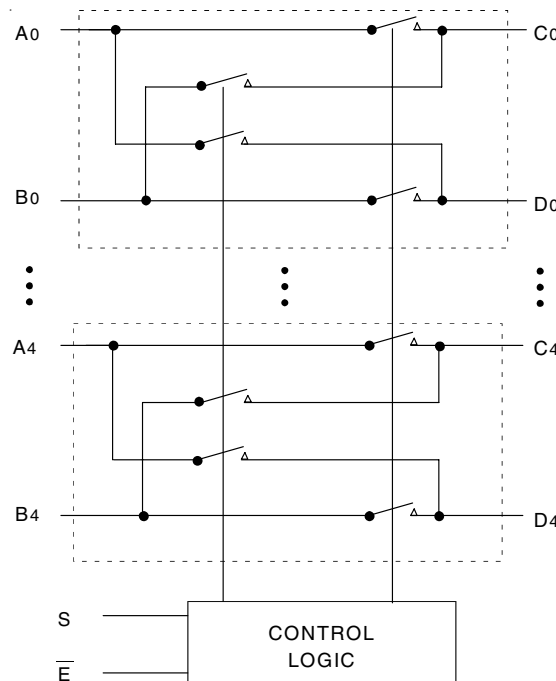 A0 C0
B0 D0
A4 C4
B4 D4
S
CONTROL
LOGIC
E̅